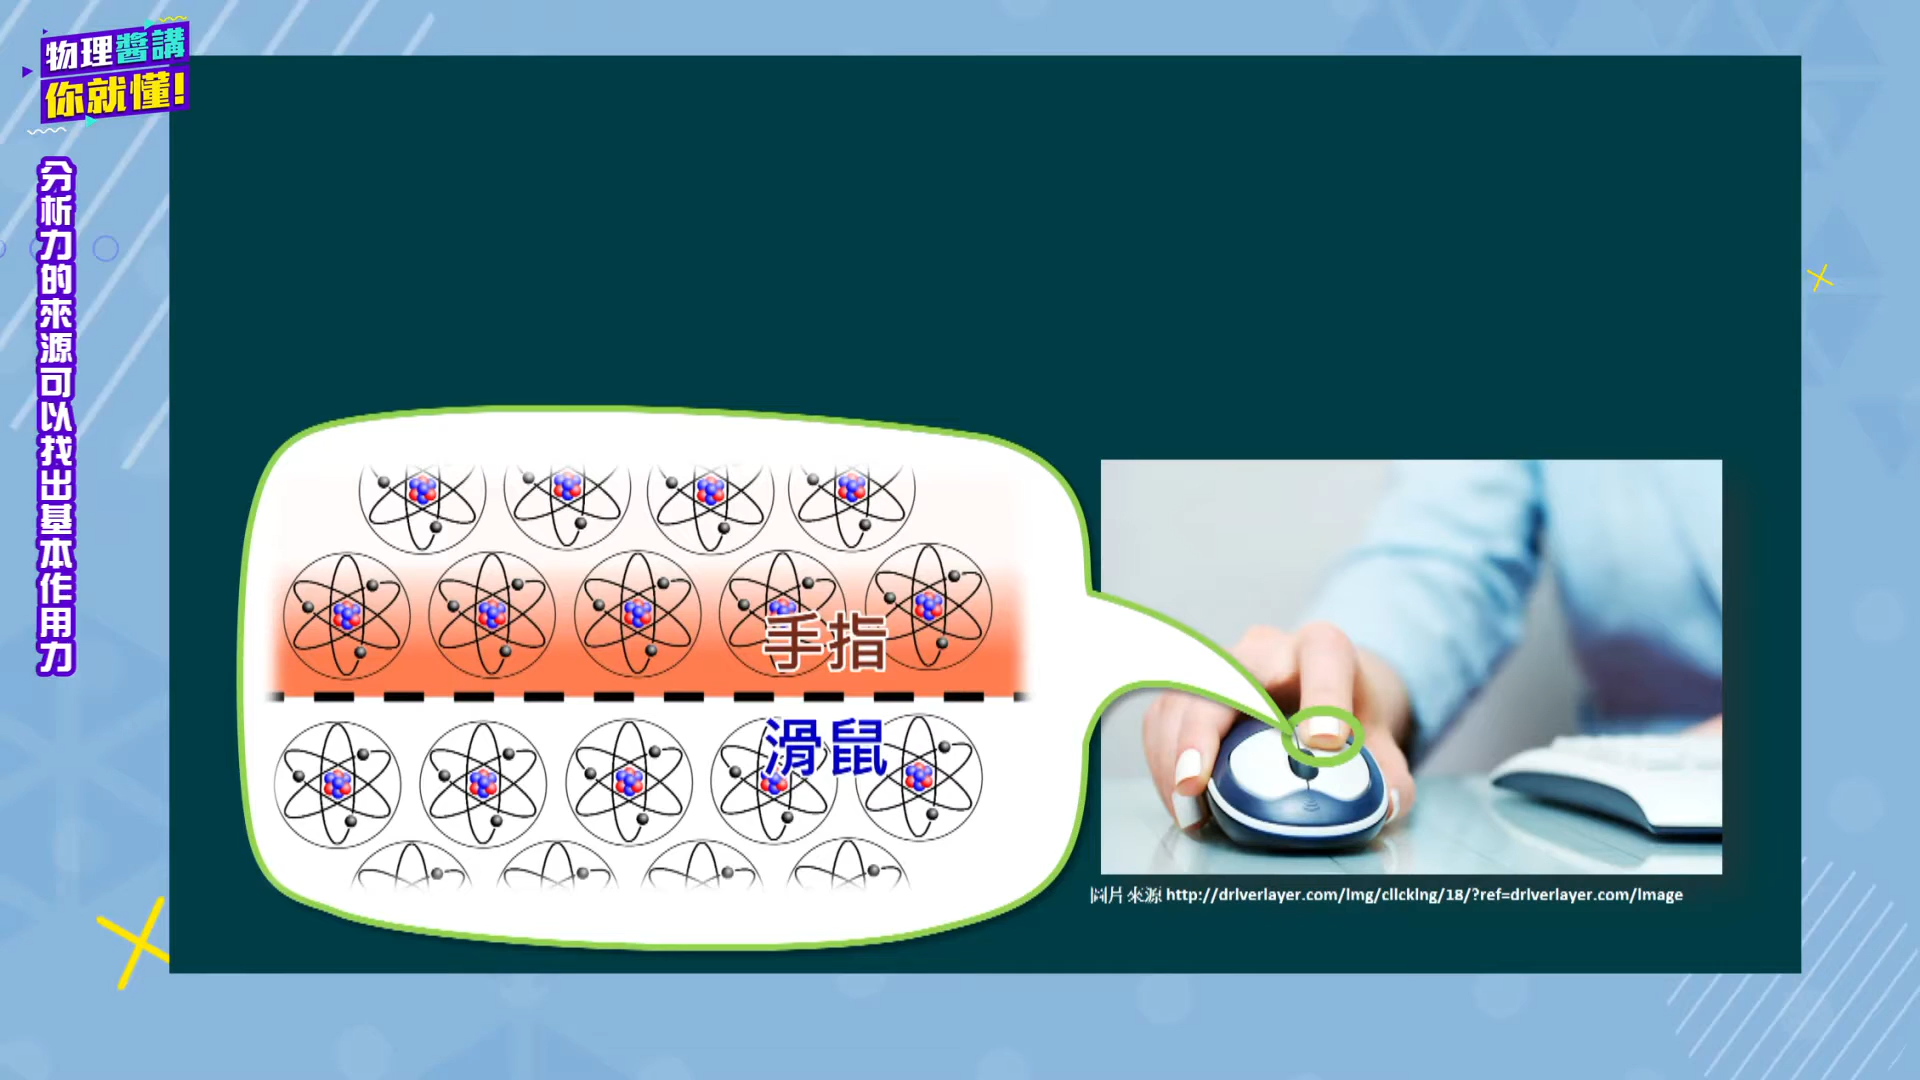 物理醬講
你就懂!
分析力的來源可以找出基本作用力
手指
滑鼠
圖片來源 http://driverlayer.com/img/clicking/18/?ref=driverlayer.com/image